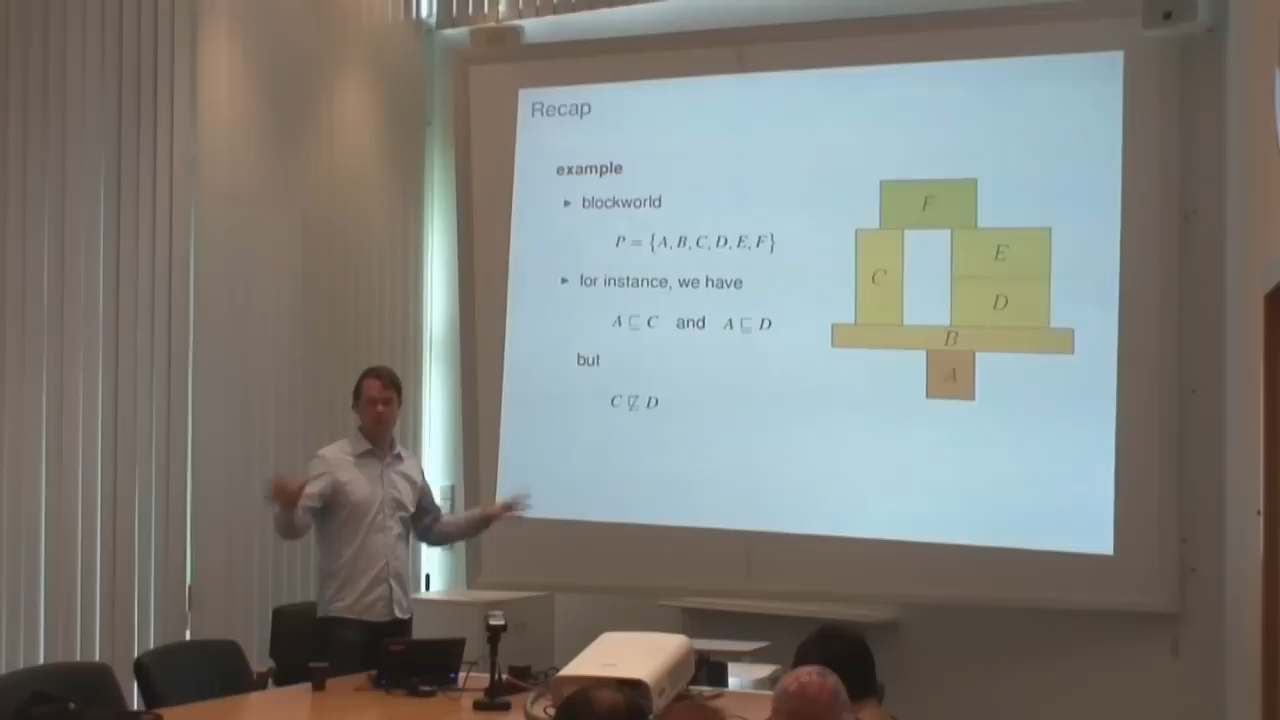 Recap
example
► blockworld
P = {A, B, C, D, E, F}
► for instance, we have
A ⊑ C and A ⊑ D
but
C ⋢ D
F
E
C
D
B
A